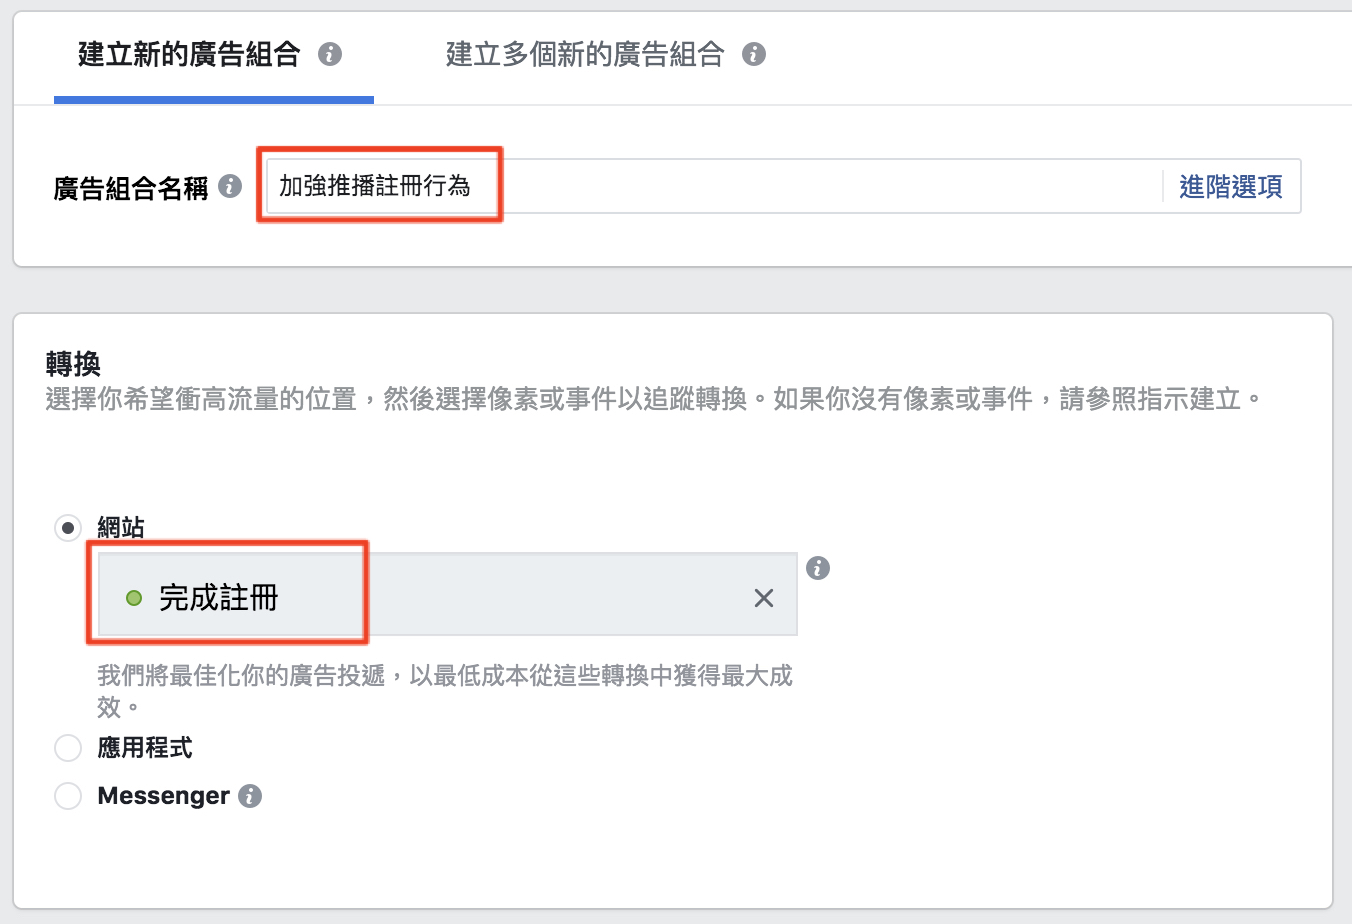 建立新的廣告組合
建立多個新的廣告組合
廣告組合名稱
加強推播註冊行為
進階選項
轉換
選擇你希望衝高流量的位置，然後選擇像素或事件以追蹤轉換。如果你沒有像素或事件，請參照指示建立。
網站
完成註冊
我們將最佳化你的廣告投遞，以最低成本從這些轉換中獲得最大成
效。
應用程式
Messenger